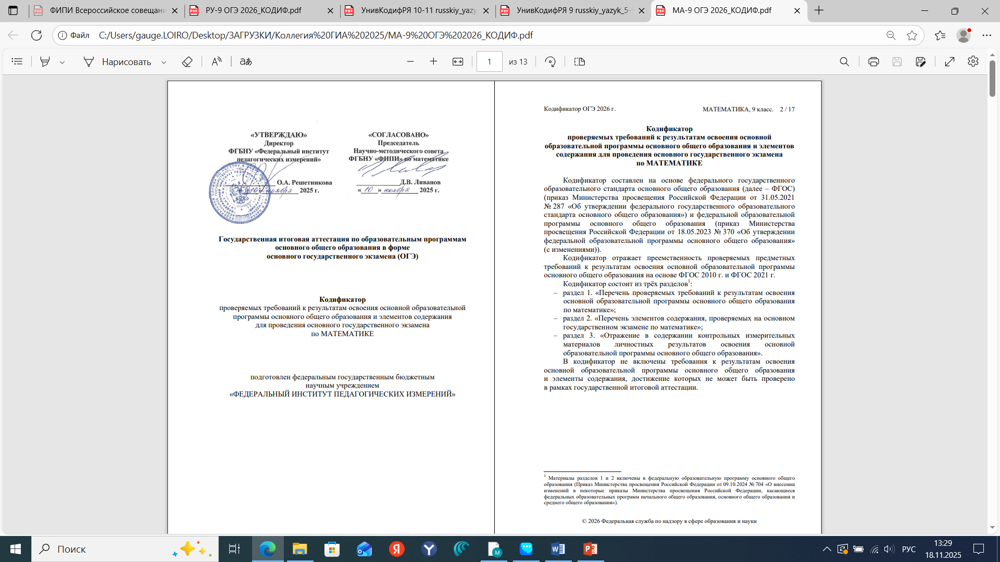 ФИПИ Всероссийское совещани
РУ-9 ОГЭ 2026_КОДИФ.pdf
УнивКодифРЯ 10-11 russkiy_yazy
УнивКодифРЯ 9 russkiy_yazyk_5-
МА-9 ОГЭ 2026_КОДИФ.pdf
Файл
C:/Users/gauge.LOIRO/Desktop/ЗАГРУЗКИ/Коллегия%20ГИА%202025/МА-9%20ОГЭ%202026_КОДИФ.pdf
Нарисовать
1
из 13
«УТВЕРЖДАЮ»
Директор
ФГБНУ «Федеральный институт
педагогических измерений»
О.А. Решетникова
«10» ноября 2025 г.
«СОГЛАСОВАНО»
Председатель
Научно-методического совета
ФГБНУ «ФИПИ» по математике
Д.В. Ливанов
«10» ноября 2025 г.
Государственная итоговая аттестация по образовательным программам
основного общего образования в форме
основного государственного экзамена (ОГЭ)
Кодификатор
проверяемых требований к результатам освоения основной образовательной
программы основного общего образования и элементов содержания
для проведения основного государственного экзамена
по МАТЕМАТИКЕ
подготовлен федеральным государственным бюджетным
научным учреждением
«ФЕДЕРАЛЬНЫЙ ИНСТИТУТ ПЕДАГОГИЧЕСКИХ ИЗМЕРЕНИЙ»
Кодификатор ОГЭ 2026 г.
МАТЕМАТИКА, 9 класс. 2 / 17
Кодификатор
проверяемых требований к результатам освоения основной
образовательной программы основного общего образования и элементов
содержания для проведения основного государственного экзамена
по МАТЕМАТИКЕ
Кодификатор составлен на основе федерального государственного
образовательного стандарта основного общего образования (далее – ФГОС)
(приказ Министерства просвещения Российской Федерации от 31.05.2021
№ 287 «Об утверждении федерального государственного образовательного
стандарта основного общего образования») и федеральной образовательной
программы основного общего образования (приказ Министерства
просвещения Российской Федерации от 18.05.2023 № 370 «Об утверждении
федеральной образовательной программы основного общего образования»
(с изменениями)).
Кодификатор отражает преемственность проверяемых предметных
требований к результатам освоения основной образовательной программы
основного общего образования на основе ФГОС 2010 г. и ФГОС 2021 г.
Кодификатор состоит из трёх разделов1:
– раздел 1. «Перечень проверяемых требований к результатам освоения
основной образовательной программы основного общего образования
по математике»;
– раздел 2. «Перечень элементов содержания, проверяемых на основном
государственном экзамене по математике»;
– раздел 3. «Отражение в содержании контрольных измерительных
материалов личностных результатов освоения основной
образовательной программы основного общего образования».
В кодификатор не включены требования к результатам освоения
основной образовательной программы основного общего образования
и элементы содержания, достижение которых не может быть проверено
в рамках государственной итоговой аттестации.
1 Материалы разделов 1 и 2 включены в федеральную образовательную программу основного общего
образования (Приказ Министерства просвещения Российской Федерации от 09.10.2024 № 704 «О внесении
изменений в некоторые приказы Министерства просвещения Российской Федерации, касающиеся
федеральных образовательных программ начального общего образования, основного общего образования и
среднего общего образования»).
© 2026 Федеральная служба по надзору в сфере образования и науки
Поиск
РУС
13:29
18.11.2025